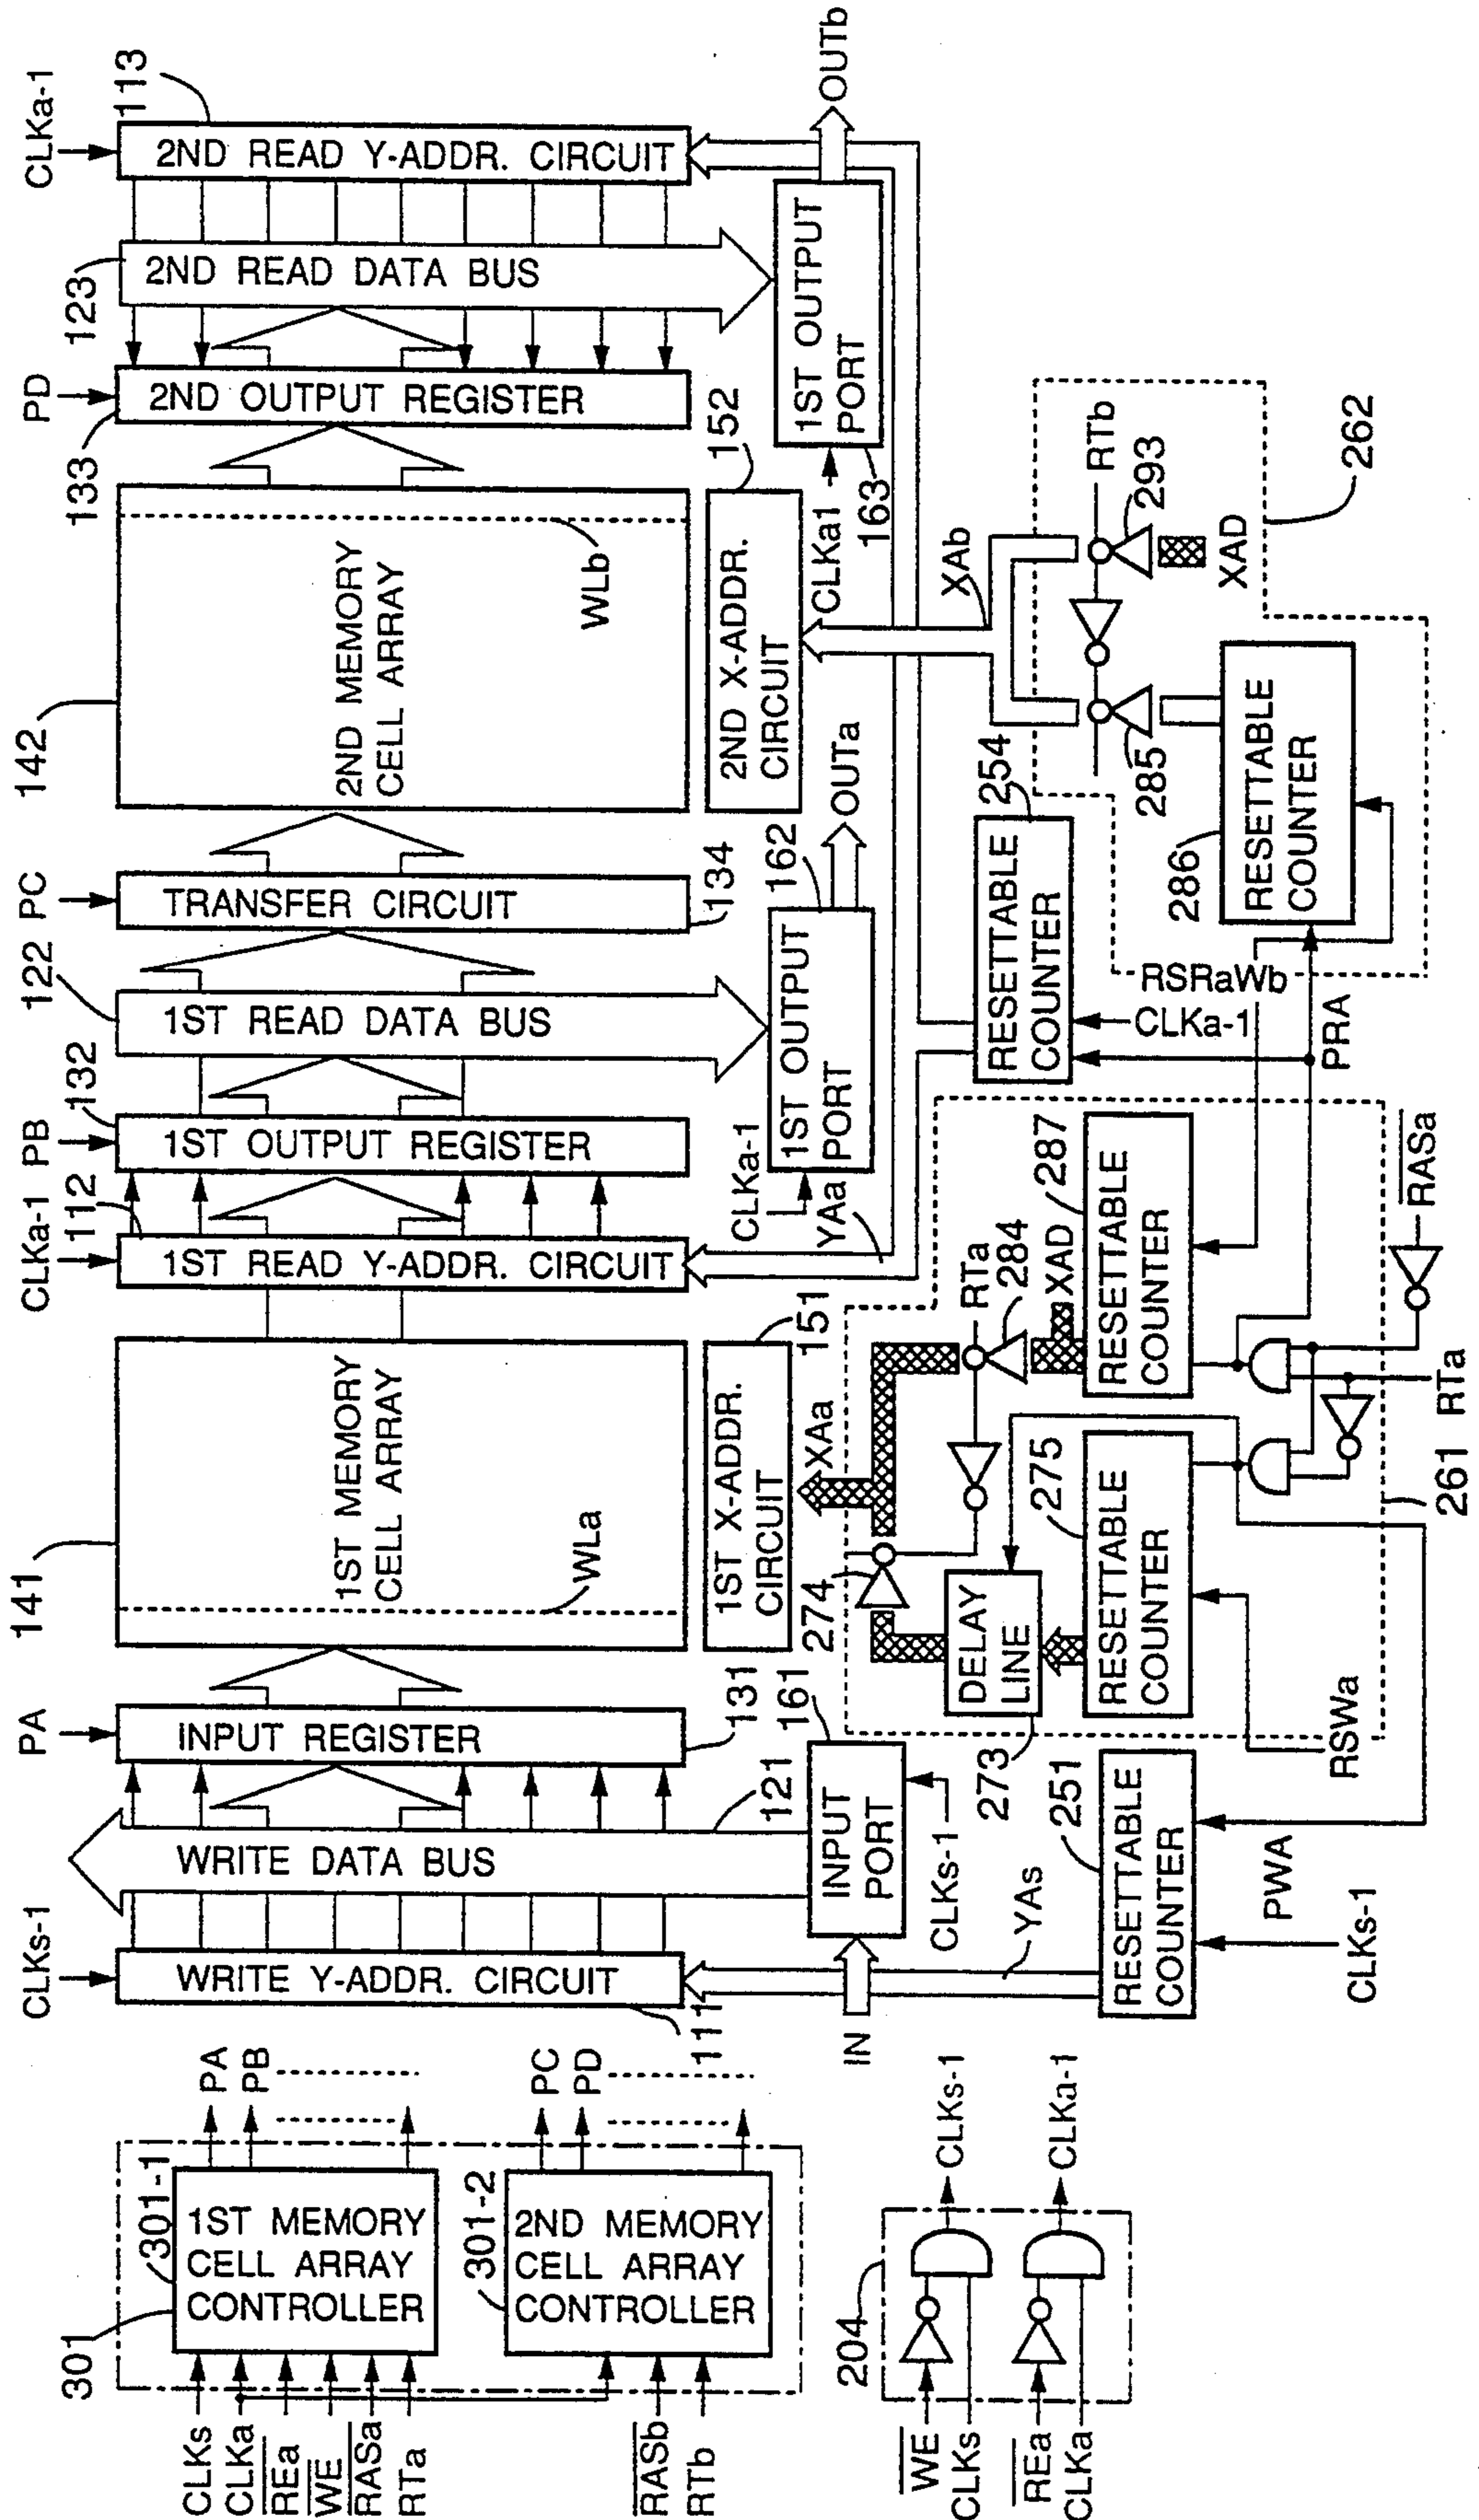 CLKs
CLKa
REa
WE
RASa
RTa
RASb
RTb
301
301-1
1ST MEMORY
CELL ARRAY
CONTROLLER
301-2
2ND MEMORY
CELL ARRAY
CONTROLLER
PA
PB
PC
PD
204
WE
CLKs
REa
CLKa
CLKs-1
CLKa-1
CLKs-1
WRITE Y-ADDR. CIRCUIT
111
WRITE DATA BUS
121
PA
INPUT REGISTER
131
141
1ST MEMORY
CELL ARRAY
WLa
CLKa-1
112
1ST READ Y-ADDR. CIRCUIT
PB
132
1ST OUTPUT REGISTER
122
1ST READ DATA BUS
PC
TRANSFER CIRCUIT
134
142
2ND MEMORY
CELL ARRAY
WLb
133
PD
2ND OUTPUT REGISTER
123
2ND READ DATA BUS
CLKa-1
113
2ND READ Y-ADDR. CIRCUIT
IN
INPUT
PORT
161
CLKs-1
YAs
1ST X-ADDR.
CIRCUIT
151
XAa
CLKa-1
YAa
1ST OUTPUT
PORT
162
OUTa
2ND X-ADDR.
CIRCUIT
152
CLKa1
163
1ST OUTPUT
PORT
OUTb
251
RESETTABLE
COUNTER
PWA
CLKs-1
273
DELAY
LINE
274
275
RESETTABLE
COUNTER
RSWa
RTa
284
XAD
287
RESETTABLE
COUNTER
261
RTa
RASa
254
RESETTABLE
COUNTER
CLKa-1
RSRaWb
PRA
XAb
286
RESETTABLE
COUNTER
285
RTb
293
XAD
262